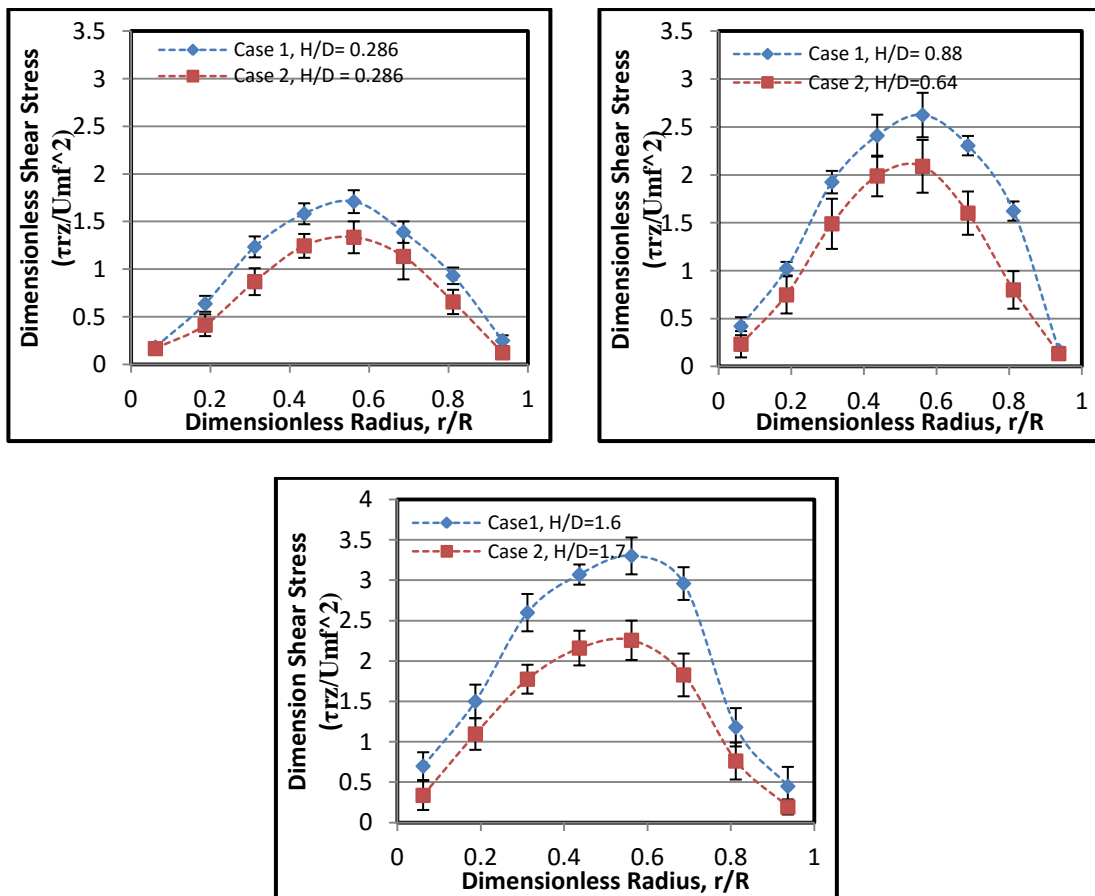 Dimensionless Shear Stress
(τrz/Umf^2)
3.5
3
2.5
2
1.5
1
0.5
0
Case 1, H/D= 0.286
Case 2, H/D = 0.286
0 0.2 0.4 0.6 0.8 1
Dimensionless Radius, r/R
Dimensionless Shear Stress
(τrz/Umf^2)
3.5
3
2.5
2
1.5
1
0.5
0
Case 1, H/D=0.88
Case 2, H/D=0.64
0 0.2 0.4 0.6 0.8 1
Dimensionless Radius, r/R
Dimension Shear Stress
(τrz/Umf^2)
4
3.5
3
2.5
2
1.5
1
0.5
0
Case1, H/D=1.6
Case 2, H/D=1.7
0 0.2 0.4 0.6 0.8 1
Dimensionless Radius, r/R